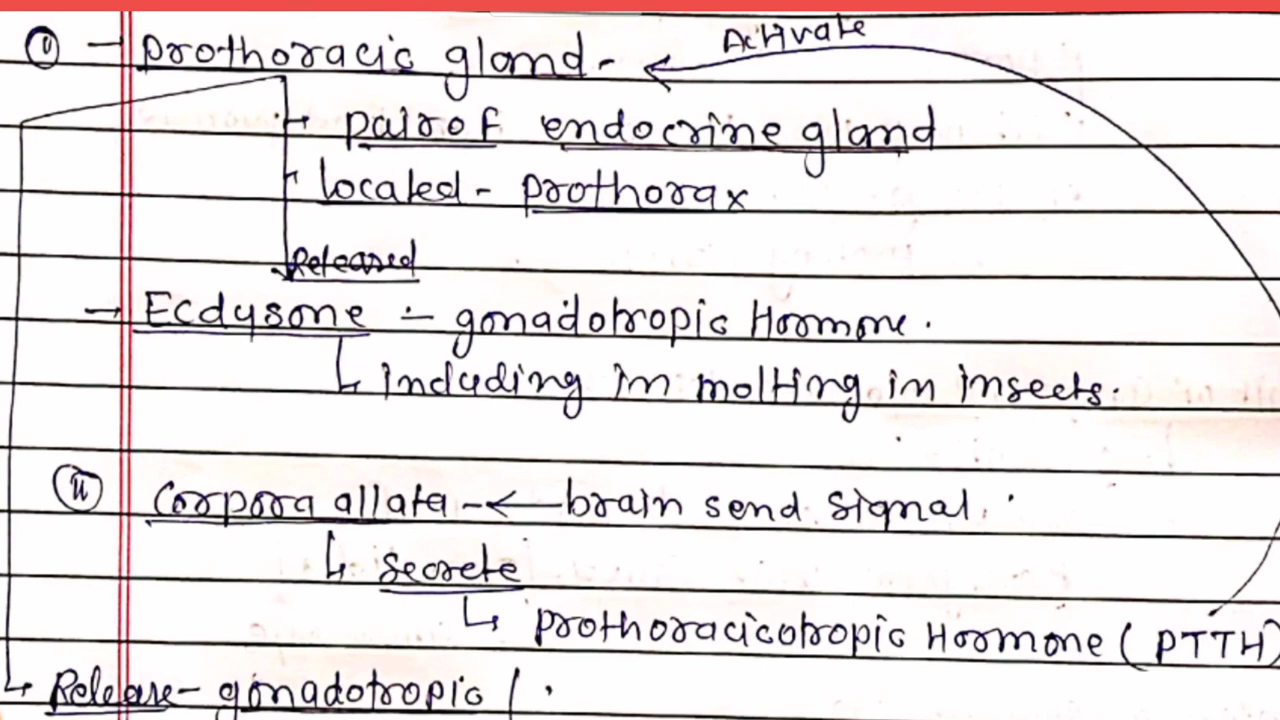 (i) → prothoracic gland - ← Activate
pair of endocrine gland
located - prothorax
Released
→ Ecdysone :- gonadotropic Hormone.
↳ including in molting in insects.
(ii) Corpora allata - ← brain send Signal.
↳ Secrete
↳ prothoracicotropic Hormone ( PTTH)
↳ Release - gonadotropic